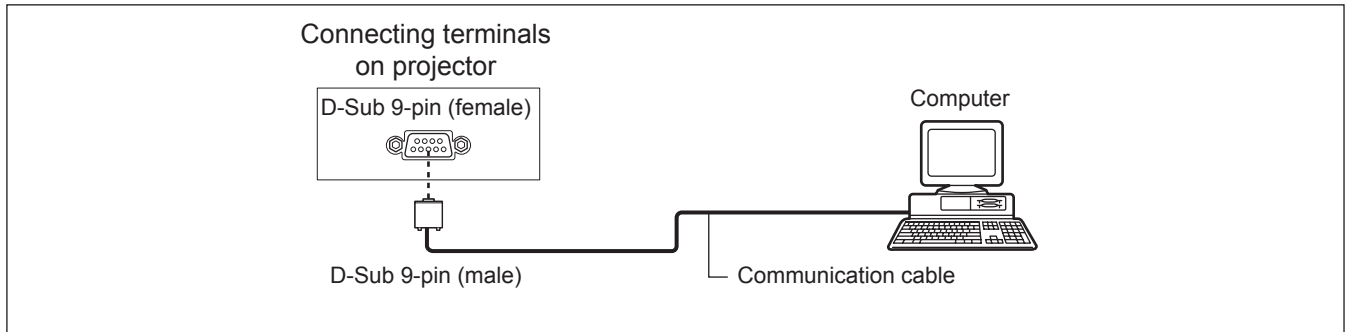 Connecting terminals
on projector
D-Sub 9-pin (female)
Computer
D-Sub 9-pin (male)
Communication cable